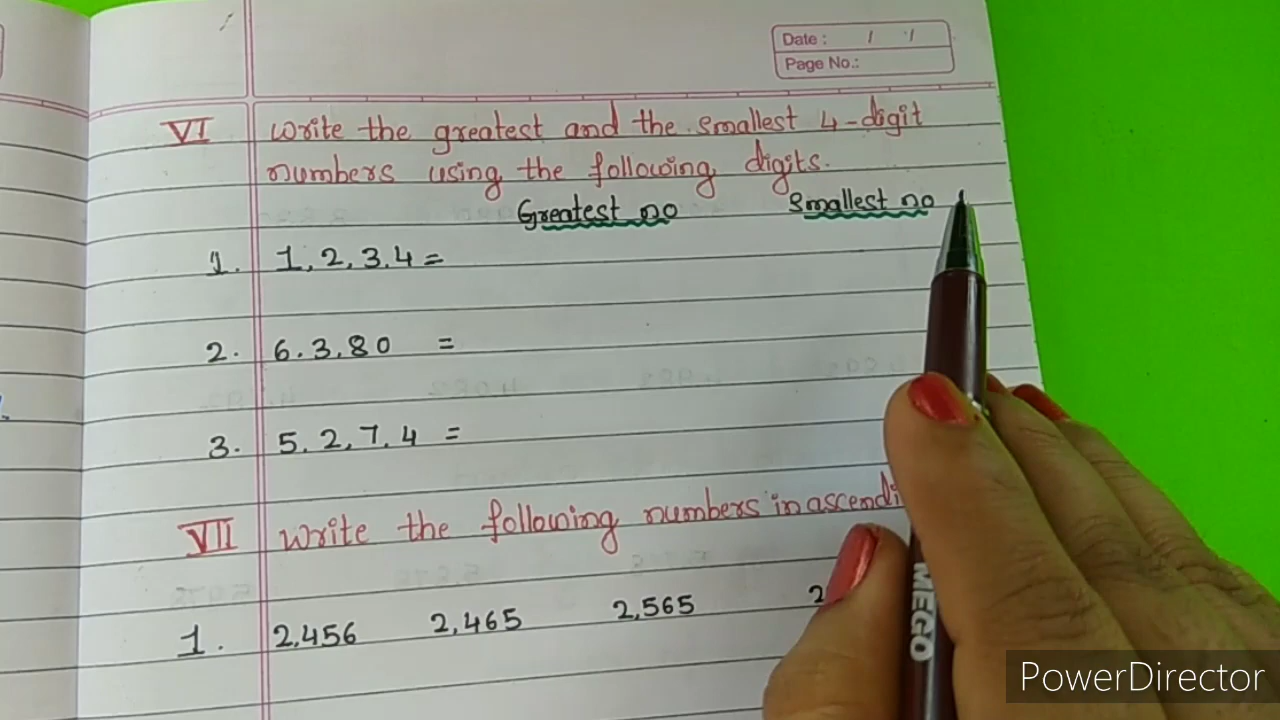 Date : / /
Page No.:
VI Write the greatest and the smallest 4-digit
numbers using the following digits.
Greatest no Smallest no
1. 1, 2, 3, 4 =
2. 6, 3, 80 =
3. 5, 2, 7, 4 =
VII Write the following numbers in ascendi
1. 2,456 2,465 2,565 2
MEGO
PowerDirector